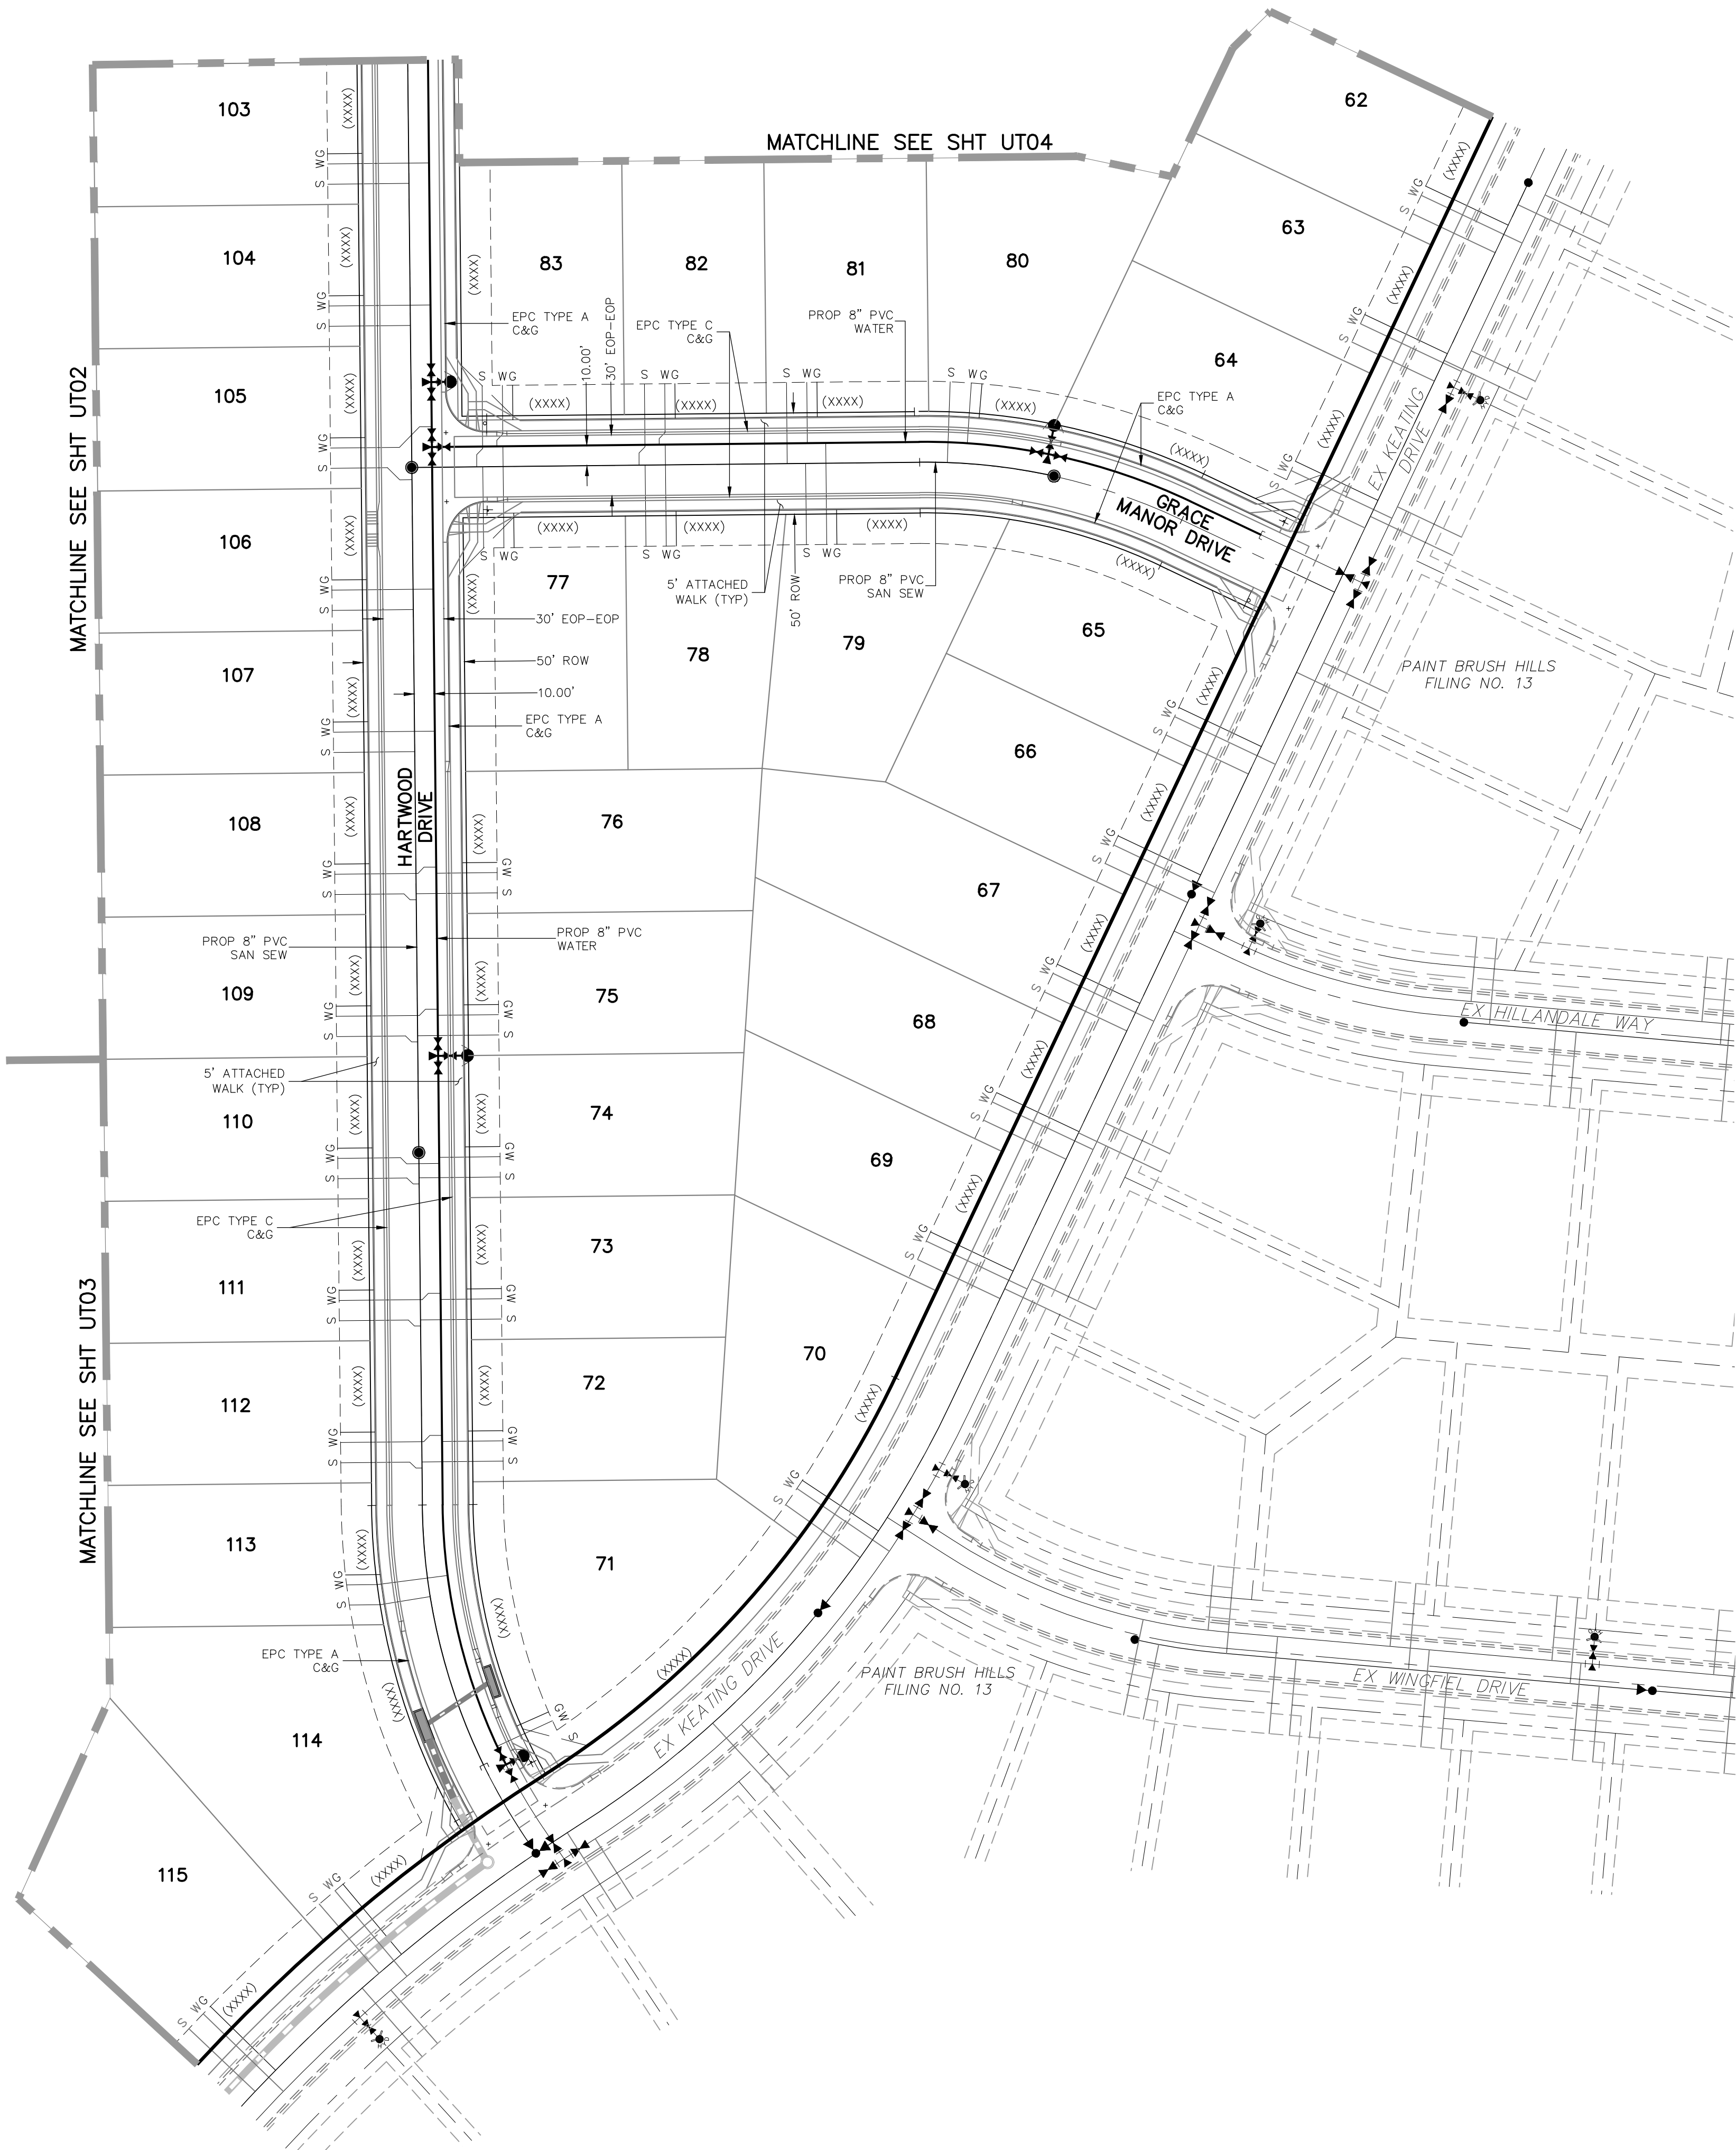 MATCHLINE SEE SHT UT04
MATCHLINE SEE SHT UT02
MATCHLINE SEE SHT UT03
103
104
105
106
107
108
109
110
111
112
113
114
115
83
82
81
80
62
63
64
77
78
79
65
66
67
68
69
70
76
75
74
73
72
71
EPC TYPE A
C&G
10.00'
30' EOP-EOP
EPC TYPE C
C&G
PROP 8" PVC
WATER
EPC TYPE A
C&G
GRACE
MANOR DRIVE
5' ATTACHED
WALK (TYP)
50' ROW
PROP 8" PVC
SAN SEW
30' EOP-EOP
50' ROW
10.00'
EPC TYPE A
C&G
HARTWOOD
DRIVE
PROP 8" PVC
SAN SEW
PROP 8" PVC
WATER
5' ATTACHED
WALK (TYP)
EPC TYPE C
C&G
EPC TYPE A
C&G
EX KEATING
DRIVE
PAINT BRUSH HILLS
FILING NO. 13
EX HILLANDALE WAY
EX KEATING DRIVE
PAINT BRUSH HILLS
FILING NO. 13
EX WINGFIEL DRIVE
(XXXX)
S WG